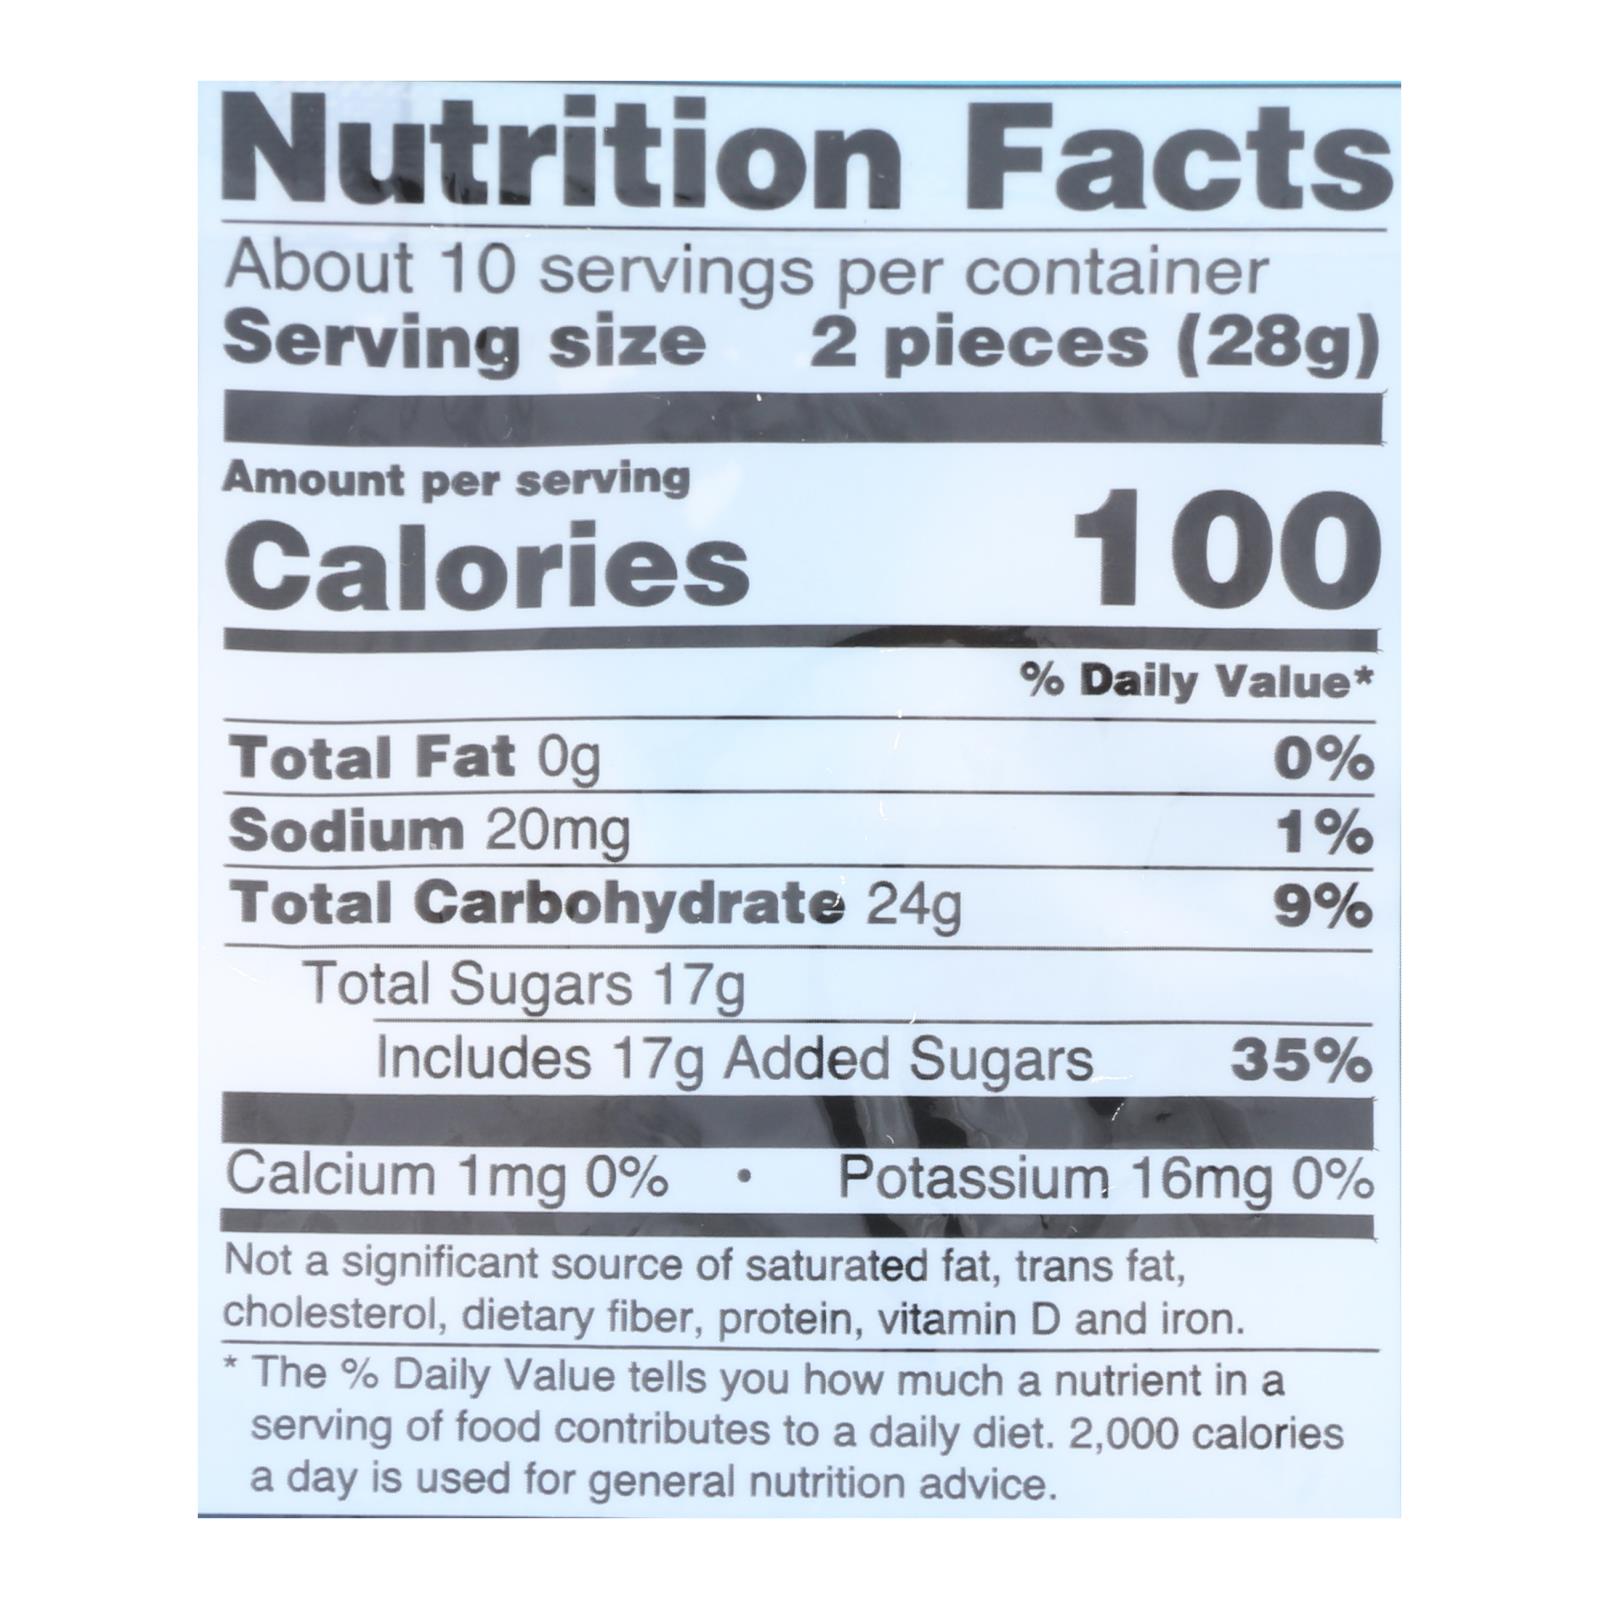 Nutrition Facts
About 10 servings per container
Serving size 2 pieces (28g)
Amount per serving
Calories 100
% Daily Value*
Total Fat 0g 0%
Sodium 20mg 1%
Total Carbohydrate 24g 9%
Total Sugars 17g
Includes 17g Added Sugars 35%
Calcium 1mg 0% • Potassium 16mg 0%
Not a significant source of saturated fat, trans fat,
cholesterol, dietary fiber, protein, vitamin D and iron.
* The % Daily Value tells you how much a nutrient in a
serving of food contributes to a daily diet. 2,000 calories
a day is used for general nutrition advice.